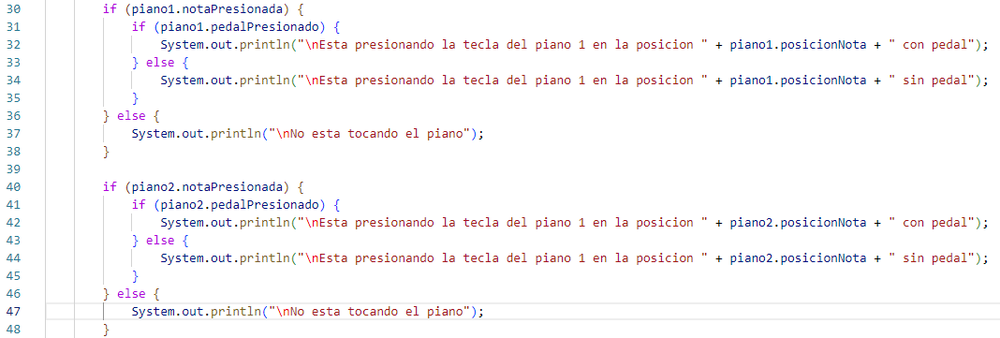 30 if (piano1.notaPresionada) {
31 if (piano1.pedalPresionado) {
32 System.out.println("\nEsta presionando la tecla del piano 1 en la posicion " + piano1.posicionNota + " con pedal");
33 } else {
34 System.out.println("\nEsta presionando la tecla del piano 1 en la posicion " + piano1.posicionNota + " sin pedal");
35 }
36 } else {
37 System.out.println("\nNo esta tocando el piano");
38 }
39
40 if (piano2.notaPresionada) {
41 if (piano2.pedalPresionado) {
42 System.out.println("\nEsta presionando la tecla del piano 1 en la posicion " + piano2.posicionNota + " con pedal");
43 } else {
44 System.out.println("\nEsta presionando la tecla del piano 1 en la posicion " + piano2.posicionNota + " sin pedal");
45 }
46 } else {
47 System.out.println("\nNo esta tocando el piano");
48 }